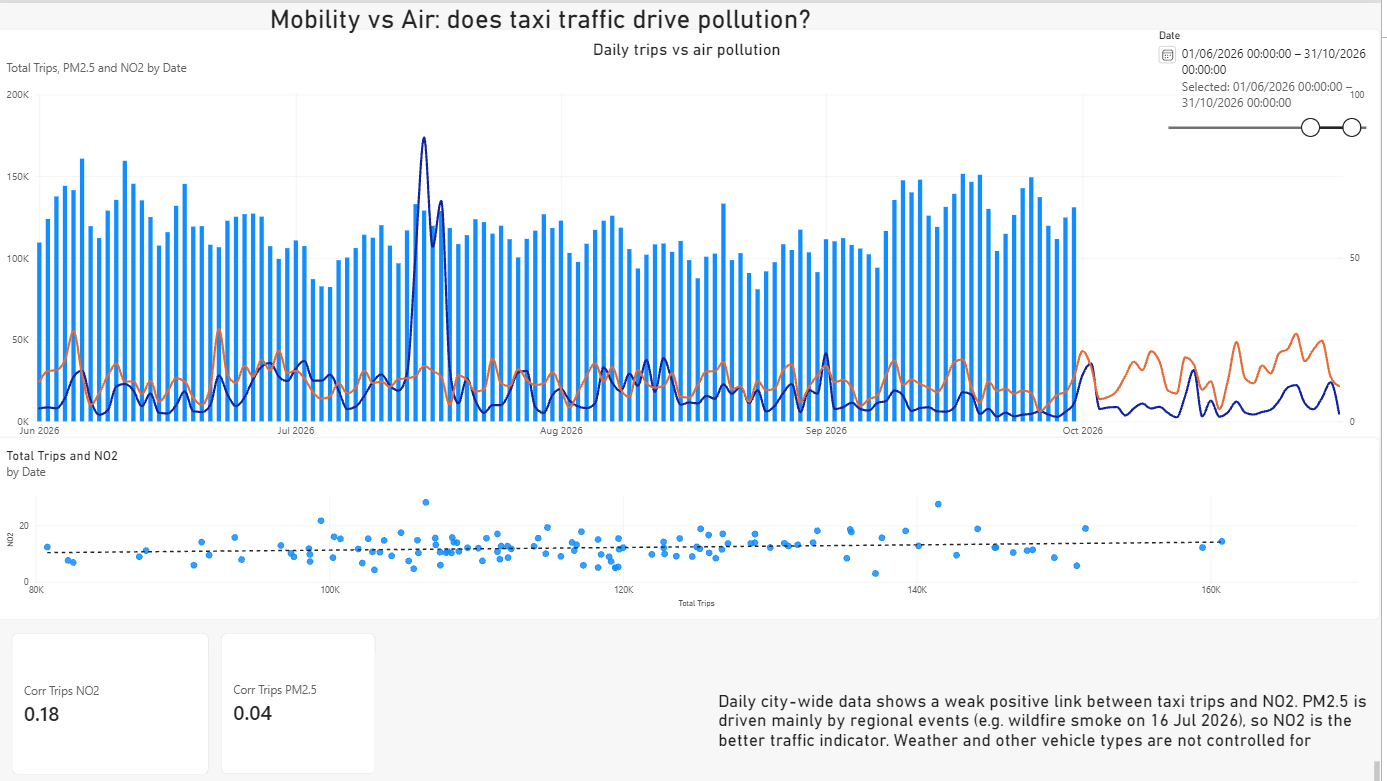 Mobility vs Air: does taxi traffic drive pollution?
Daily trips vs air pollution
Date
01/06/2026 00:00:00 – 31/10/2026
00:00:00
Selected: 01/06/2026 00:00:00 –
31/10/2026 00:00:00
Total Trips, PM2.5 and NO2 by Date
200K
100
150K
100K
50
50K
0K
0
Jun 2026
Jul 2026
Aug 2026
Sep 2026
Oct 2026
Total Trips and NO2
by Date
NO2
20
0
80K
100K
120K
140K
160K
Total Trips
Corr Trips NO2
0.18
Corr Trips PM2.5
0.04
Daily city-wide data shows a weak positive link between taxi trips and NO2. PM2.5 is
driven mainly by regional events (e.g. wildfire smoke on 16 Jul 2026), so NO2 is the
better traffic indicator. Weather and other vehicle types are not controlled for